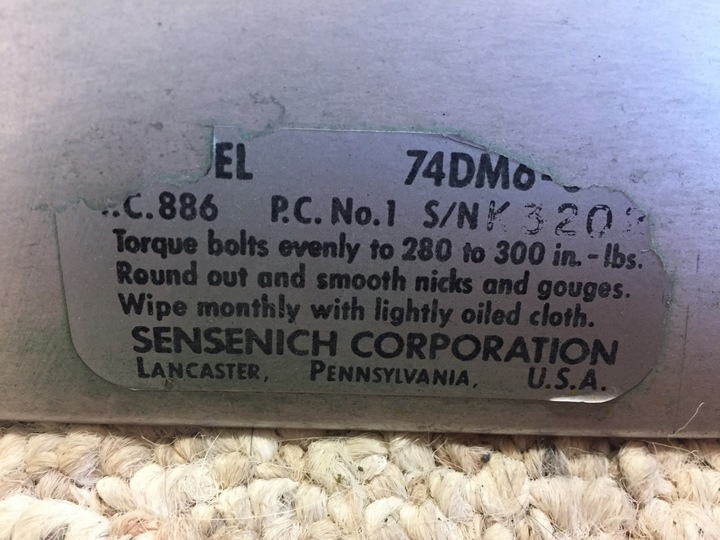 EL 74DM6-
.C.886 P.C. No.1 S/N K3202
Torque bolts evenly to 280 to 300 in.-lbs.
Round out and smooth nicks and gouges.
Wipe monthly with lightly oiled cloth.
SENSENICH CORPORATION
LANCASTER, PENNSYLVANIA, U.S.A.